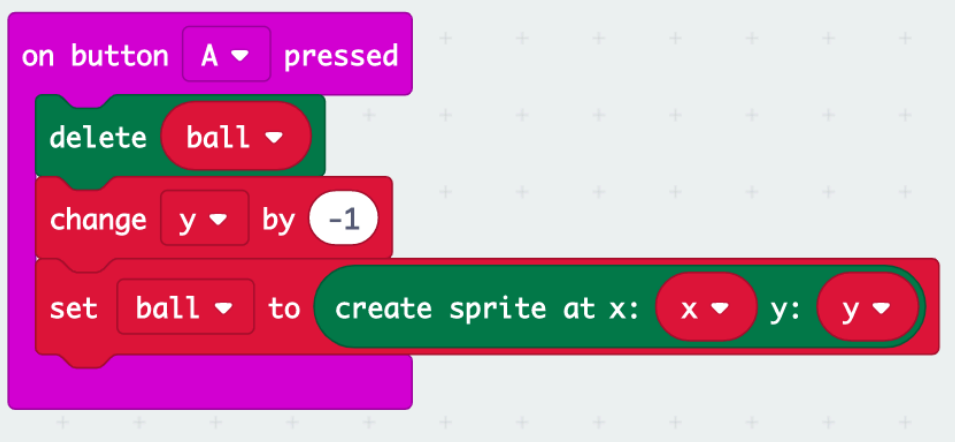 on button A pressed
delete ball
change y by -1
set ball to create sprite at x: x y: y